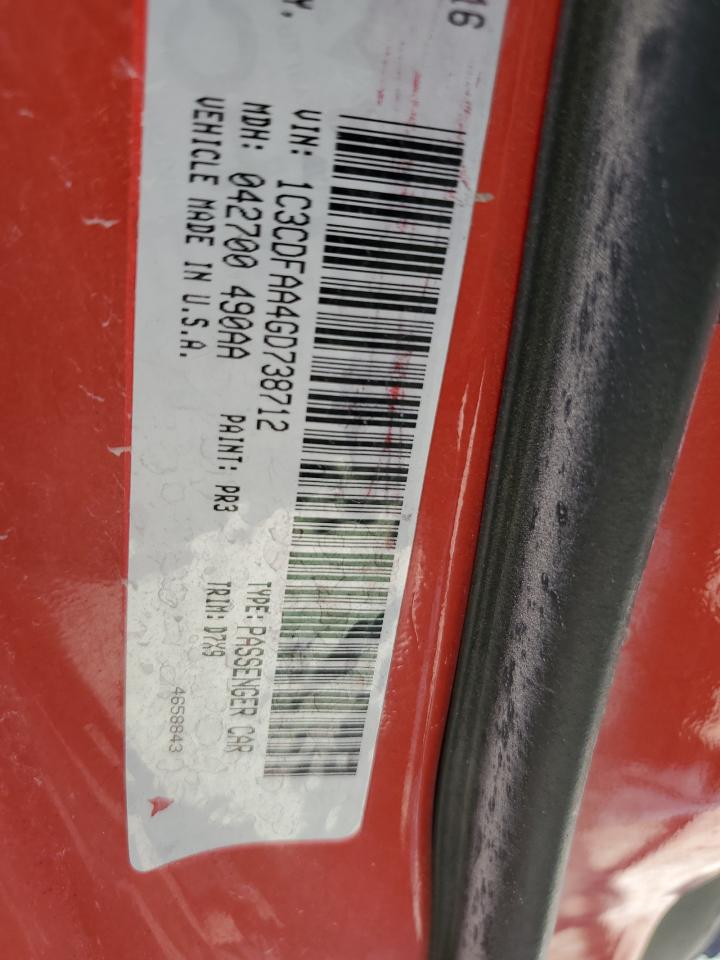 16
VIN: 1C3CDFAA4GD738712
MDH: 042700 490AA PAINT: PR3 TYPE: PASSENGER CAR
VEHICLE MADE IN U.S.A. TRIM: D7X9
4658843